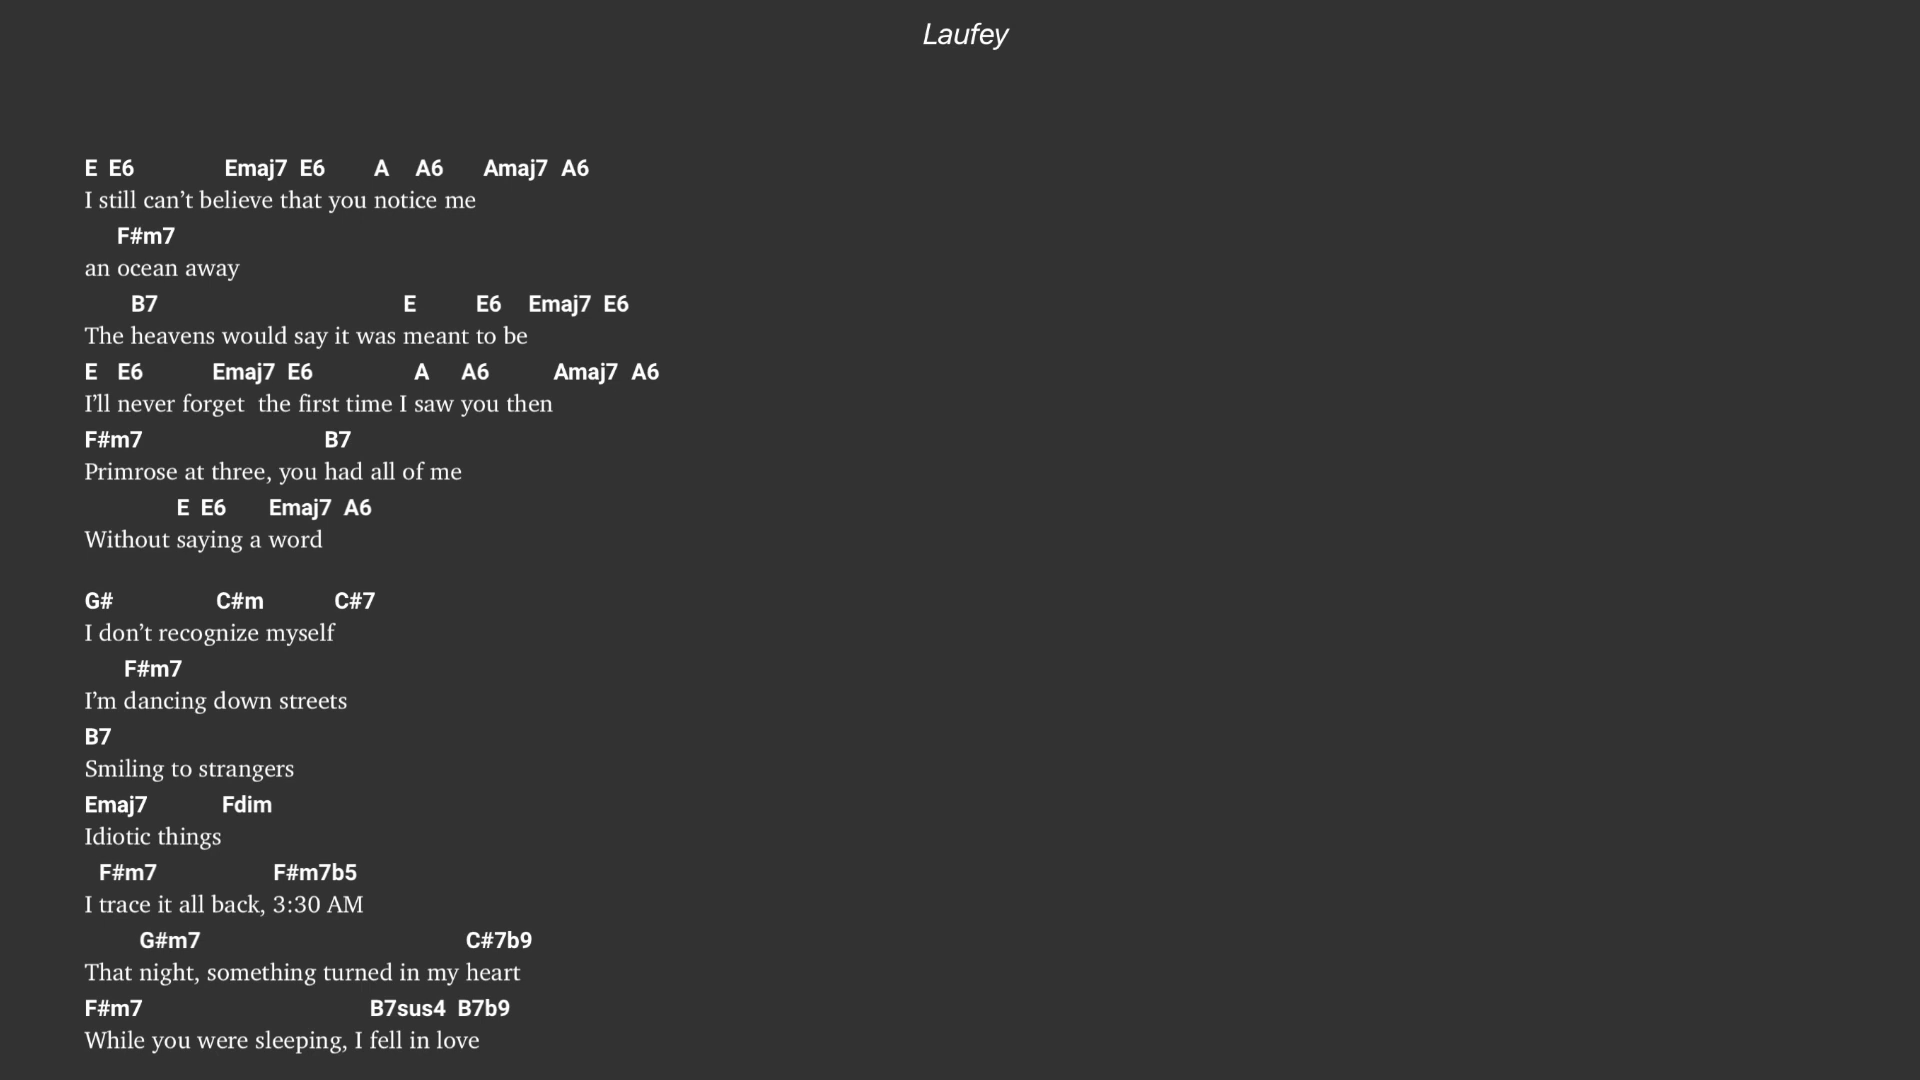 Laufey
E E6 Emaj7 E6 A A6 Amaj7 A6
I still can’t believe that you notice me
F#m7
an ocean away
B7 E E6 Emaj7 E6
The heavens would say it was meant to be
E E6 Emaj7 E6 A A6 Amaj7 A6
I’ll never forget the first time I saw you then
F#m7 B7
Primrose at three, you had all of me
E E6 Emaj7 A6
Without saying a word
G# C#m C#7
I don’t recognize myself
F#m7
I’m dancing down streets
B7
Smiling to strangers
Emaj7 Fdim
Idiotic things
F#m7 F#m7b5
I trace it all back, 3:30 AM
G#m7 C#7b9
That night, something turned in my heart
F#m7 B7sus4 B7b9
While you were sleeping, I fell in love